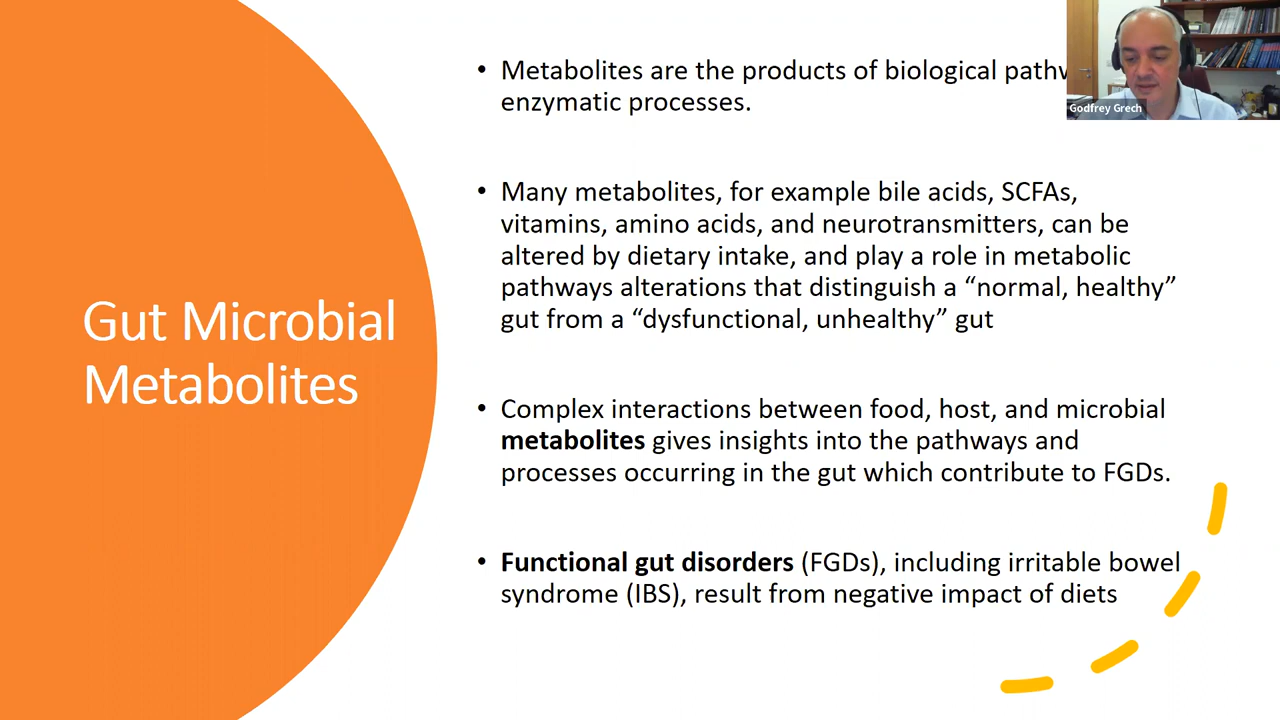 Gut Microbial
Metabolites
• Metabolites are the products of biological
enzymatic processes.
• Many metabolites, for example bile acids, SCFAs,
vitamins, amino acids, and neurotransmitters, can be
altered by dietary intake, and play a role in metabolic
pathways alterations that distinguish a “normal, healthy”
gut from a “dysfunctional, unhealthy” gut
• Complex interactions between food, host, and microbial
metabolites gives insights into the pathways and
processes occurring in the gut which contribute to FGDs.
• Functional gut disorders (FGDs), including irritable bowel
syndrome (IBS), result from negative impact of diets
Godfrey Grech